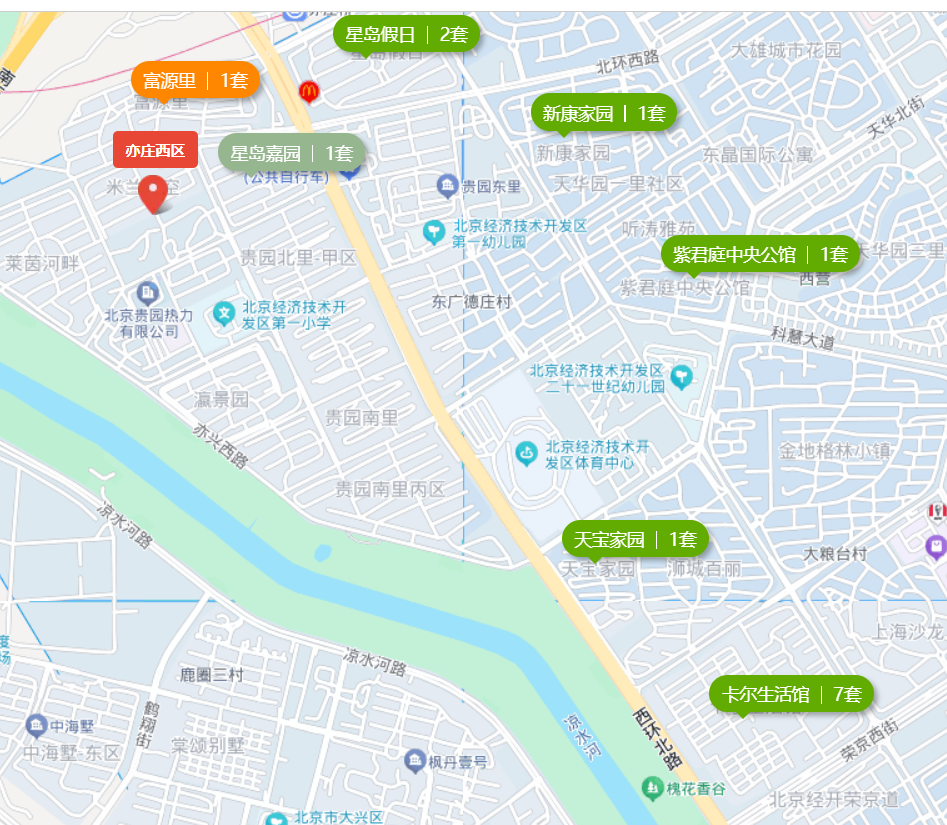 星岛假日 | 2套
星岛假日
南
富源里 | 1套
富源里
北环西路
大雄城市花园
新康家园 | 1套
新康家园
天华北街
东晶国际公寓
亦庄西区
星岛嘉园 | 1套
(公共自行车)
贵园东里
天华园一里社区
北京经济技术开发区
第一幼儿园
听涛雅苑
紫君庭中央公馆 | 1套
紫君庭中央公馆
天华园三里
西营
莱茵河畔
贵园北里-甲区
北京贵园热力
有限公司
北京经济技术开
发区第一小学
东广德庄村
科慧大道
北京经济技术开发区
二十一世纪幼儿园
瀛景园
贵园南里
亦兴西路
北京经济技术开
发区体育中心
金地格林小镇
贵园南里丙区
凉水河路
天宝家园 | 1套
天宝家园
狮城百丽
大粮台村
上海沙龙
凉水河路
鹿圈三村
卡尔生活馆 | 7套
鹤翔街
中海墅
中海墅-东区
棠颂别墅
枫丹壹号
凉水河
西环北路
荣京西街
槐花香谷
北京经开荣京道
北京市大兴区